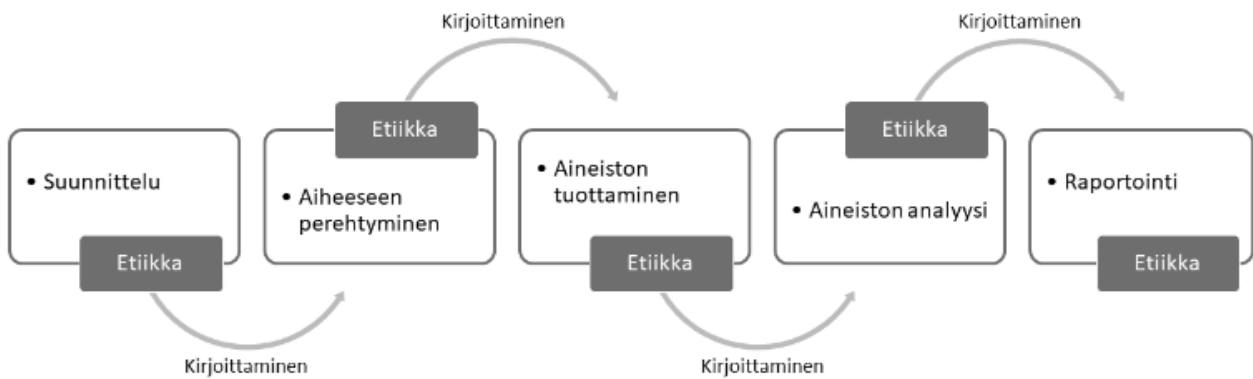 Kirjoittaminen
Kirjoittaminen
Etiikka
Etiikka
• Suunnittelu
• Aiheeseen
perehtyminen
• Aineiston
tuottaminen
• Aineiston analyysi
• Raportointi
Etiikka
Etiikka
Etiikka
Kirjoittaminen
Kirjoittaminen